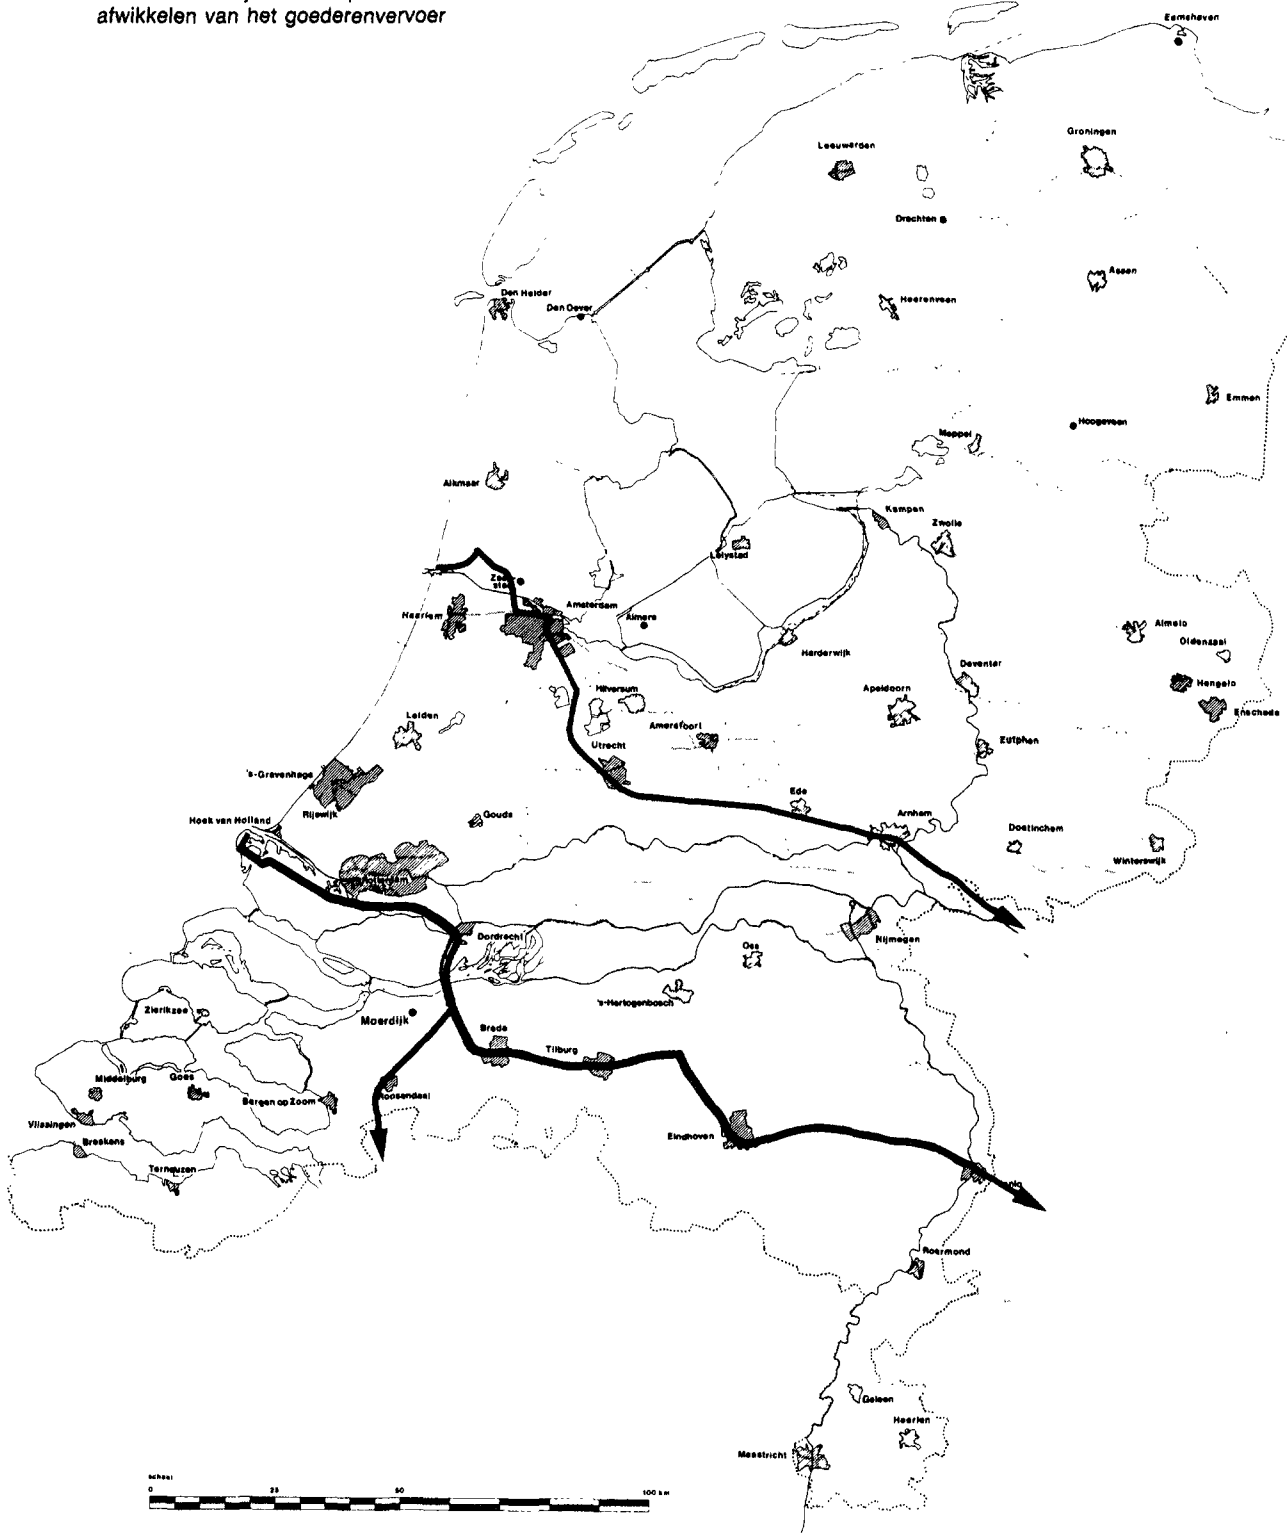 afwikkelen van het goederenvervoer
Eemshaven
Groningen
Leeuwarden
Drachten
Assen
Den Helder
Den Oever
Heerenveen
Emmen
Hoogeveen
Meppel
Alkmaar
Kampen
Zwolle
Lelystad
Haarlem
Amsterdam
Almere
Almelo
Oldenzaal
Harderwijk
Deventer
Hengelo
Apeldoorn
Enschede
Hilversum
Leiden
Amersfoort
Zutphen
Utrecht
's-Gravenhage
Ede
Rijswijk
Gouda
Arnhem
Hoek van Holland
Doetinchem
Winterswijk
Rotterdam
Dordrecht
Nijmegen
Oss
's-Hertogenbosch
Zierikzee
Moerdijk
Breda
Tilburg
Middelburg
Goes
Roosendaal
Bergen op Zoom
Vlissingen
Eindhoven
Breskens
Terneuzen
Roermond
Geleen
Heerlen
Maastricht
schaal
0 25 50 100 km